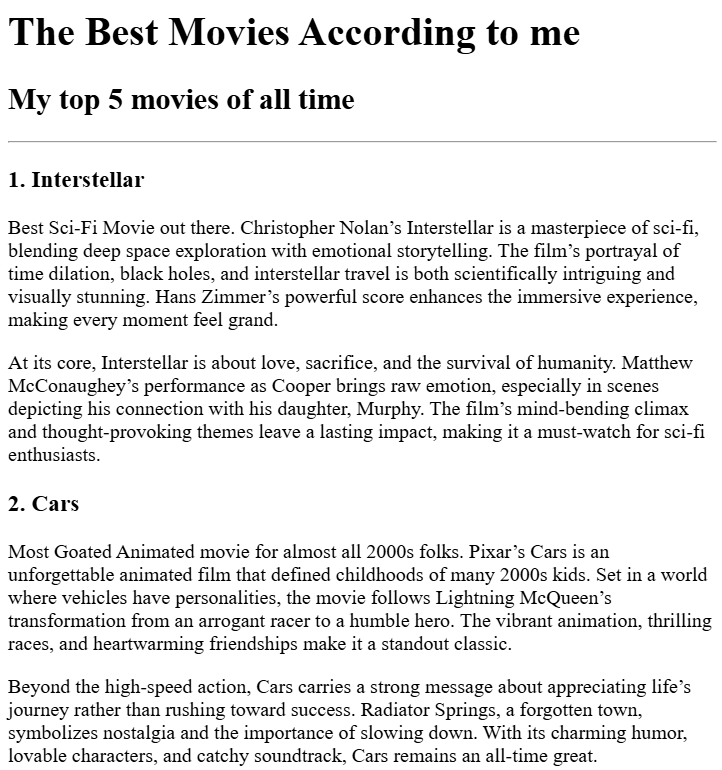 The Best Movies According to me
My top 5 movies of all time
1. Interstellar
Best Sci-Fi Movie out there. Christopher Nolan’s Interstellar is a masterpiece of sci-fi,
blending deep space exploration with emotional storytelling. The film’s portrayal of
time dilation, black holes, and interstellar travel is both scientifically intriguing and
visually stunning. Hans Zimmer’s powerful score enhances the immersive experience,
making every moment feel grand.
At its core, Interstellar is about love, sacrifice, and the survival of humanity. Matthew
McConaughey’s performance as Cooper brings raw emotion, especially in scenes
depicting his connection with his daughter, Murphy. The film’s mind-bending climax
and thought-provoking themes leave a lasting impact, making it a must-watch for sci-fi
enthusiasts.
2. Cars
Most Goated Animated movie for almost all 2000s folks. Pixar’s Cars is an
unforgettable animated film that defined childhoods of many 2000s kids. Set in a world
where vehicles have personalities, the movie follows Lightning McQueen’s
transformation from an arrogant racer to a humble hero. The vibrant animation, thrilling
races, and heartwarming friendships make it a standout classic.
Beyond the high-speed action, Cars carries a strong message about appreciating life’s
journey rather than rushing toward success. Radiator Springs, a forgotten town,
symbolizes nostalgia and the importance of slowing down. With its charming humor,
lovable characters, and catchy soundtrack, Cars remains an all-time great.